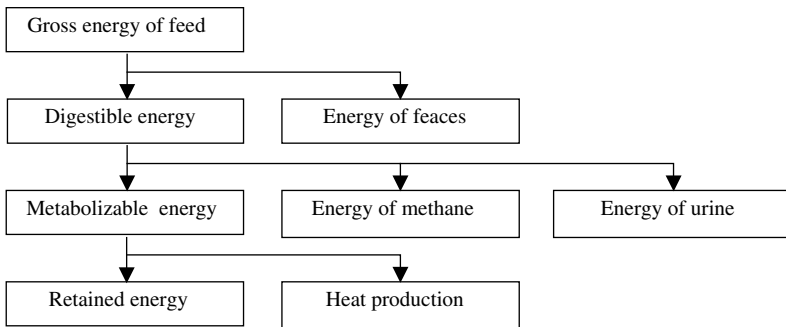 Gross energy of feed
Digestible energy
Energy of feaces
Metabolizable energy
Energy of methane
Energy of urine
Retained energy
Heat production